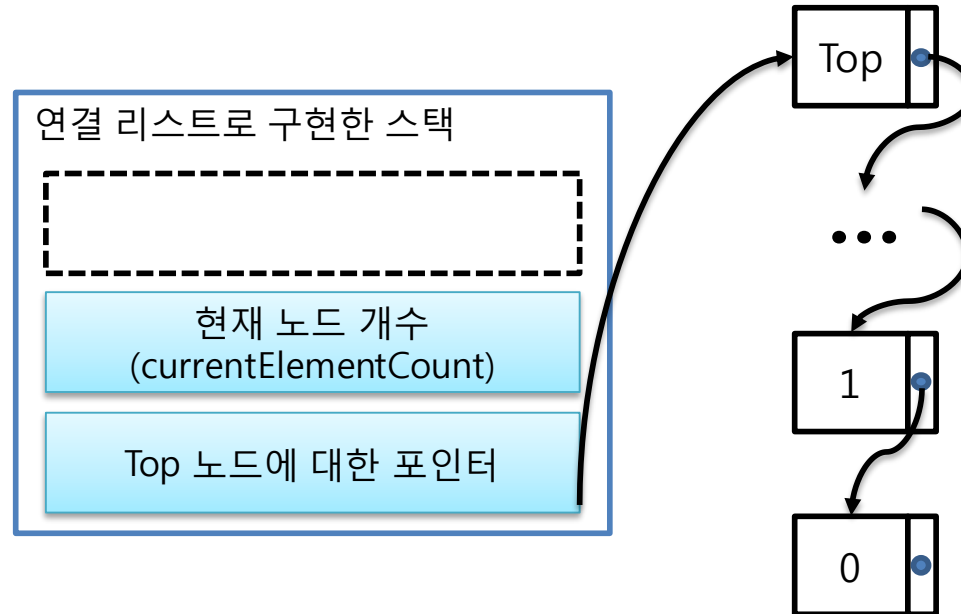 Top
연결 리스트로 구현한 스택
...
현재 노드 개수
(currentElementCount)
1
Top 노드에 대한 포인터
0